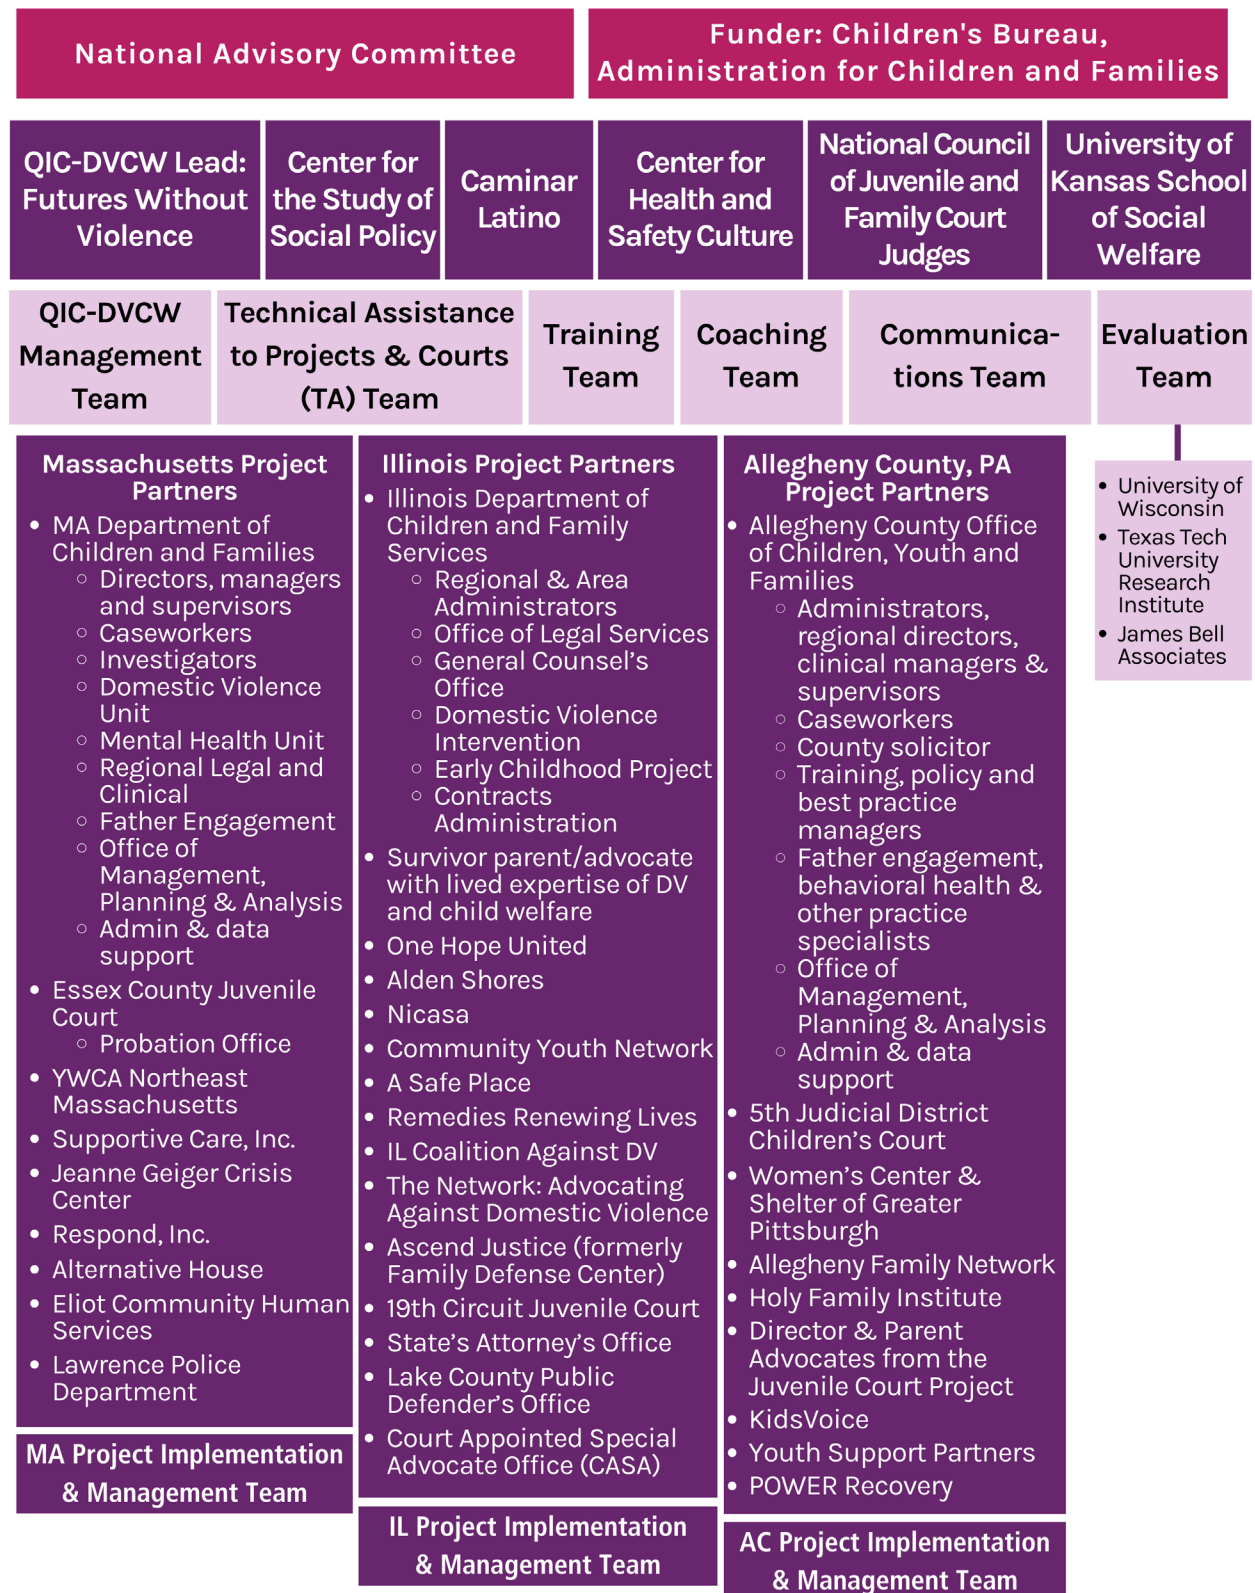 National Advisory Committee
Funder: Children's Bureau,
Administration for Children and Families
QIC-DVCW Lead:
Futures Without
Violence
Center for
the Study of
Social Policy
Caminar
Latino
Center for
Health and
Safety Culture
National Council
of Juvenile and
Family Court
Judges
University of
Kansas School
of Social
Welfare
QIC-DVCW
Management
Team
Technical Assistance
to Projects & Courts
(TA) Team
Training
Team
Coaching
Team
Communica-
tions Team
Evaluation
Team
Massachusetts Project
Partners
• MA Department of
Children and Families
◦ Directors, managers
and supervisors
◦ Caseworkers
◦ Investigators
◦ Domestic Violence
Unit
◦ Mental Health Unit
◦ Regional Legal and
Clinical
◦ Father Engagement
◦ Office of
Management,
Planning & Analysis
◦ Admin & data
support
• Essex County Juvenile
Court
◦ Probation Office
• YWCA Northeast
Massachusetts
• Supportive Care, Inc.
• Jeanne Geiger Crisis
Center
• Respond, Inc.
• Alternative House
• Eliot Community Human
Services
• Lawrence Police
Department
MA Project Implementation
& Management Team
Illinois Project Partners
• Illinois Department of
Children and Family
Services
◦ Regional & Area
Administrators
◦ Office of Legal Services
◦ General Counsel’s
Office
◦ Domestic Violence
Intervention
◦ Early Childhood Project
◦ Contracts
Administration
• Survivor parent/advocate
with lived expertise of DV
and child welfare
• One Hope United
• Alden Shores
• Nicasa
• Community Youth Network
• A Safe Place
• Remedies Renewing Lives
• IL Coalition Against DV
• The Network: Advocating
Against Domestic Violence
• Ascend Justice (formerly
Family Defense Center)
• 19th Circuit Juvenile Court
• State’s Attorney’s Office
• Lake County Public
Defender’s Office
• Court Appointed Special
Advocate Office (CASA)
IL Project Implementation
& Management Team
Allegheny County, PA
Project Partners
• Allegheny County Office
of Children, Youth and
Families
◦ Administrators,
regional directors,
clinical managers &
supervisors
◦ Caseworkers
◦ County solicitor
◦ Training, policy and
best practice
managers
◦ Father engagement,
behavioral health &
other practice
specialists
◦ Office of
Management,
Planning & Analysis
◦ Admin & data
support
• 5th Judicial District
Children’s Court
• Women’s Center &
Shelter of Greater
Pittsburgh
• Allegheny Family Network
• Holy Family Institute
• Director & Parent
Advocates from the
Juvenile Court Project
• KidsVoice
• Youth Support Partners
• POWER Recovery
AC Project Implementation
& Management Team
• University of
Wisconsin
• Texas Tech
University
Research
Institute
• James Bell
Associates